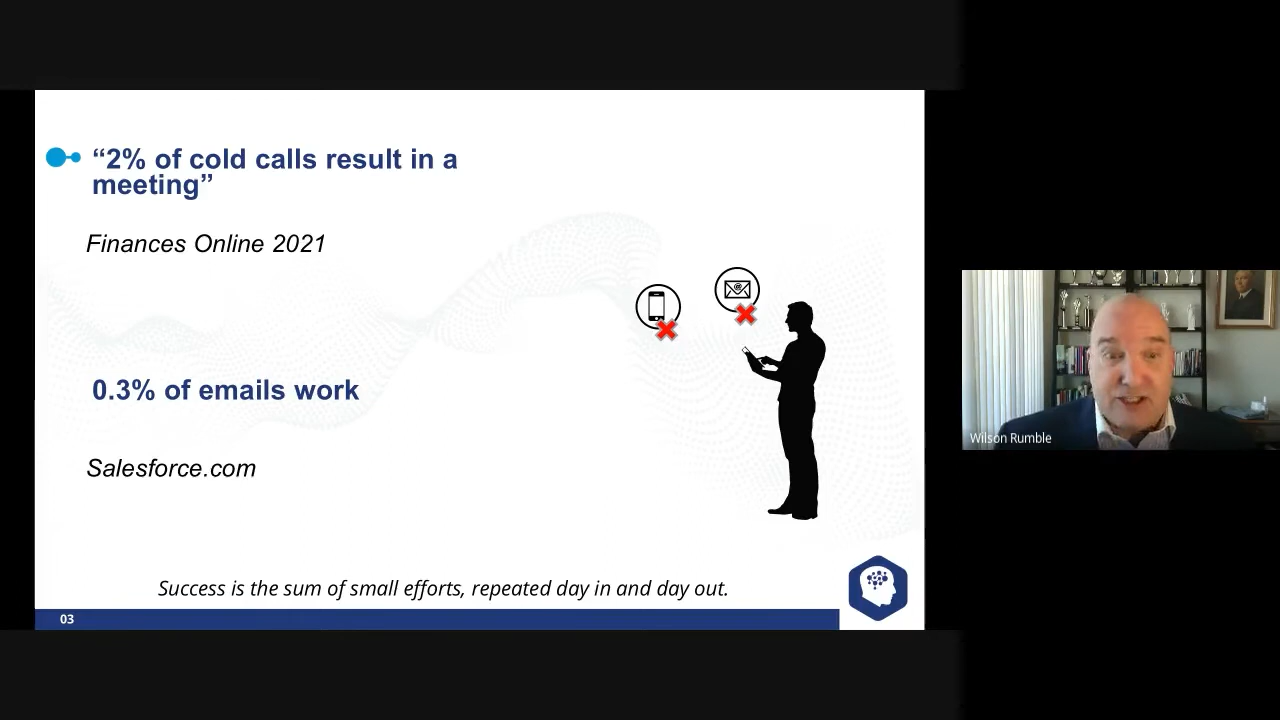 “2% of cold calls result in a
meeting”
Finances Online 2021
0.3% of emails work
Salesforce.com
Success is the sum of small efforts, repeated day in and day out.
03
Wilson Rumble